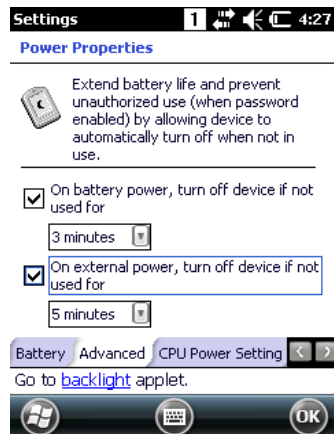 Settings 1 4:27
Power Properties
Extend battery life and prevent
unauthorized use (when password
enabled) by allowing device to
automatically turn off when not in
use.
On battery power, turn off device if not
used for
3 minutes
On external power, turn off device if not
used for
5 minutes
Battery Advanced CPU Power Setting
Go to backlight applet.
OK